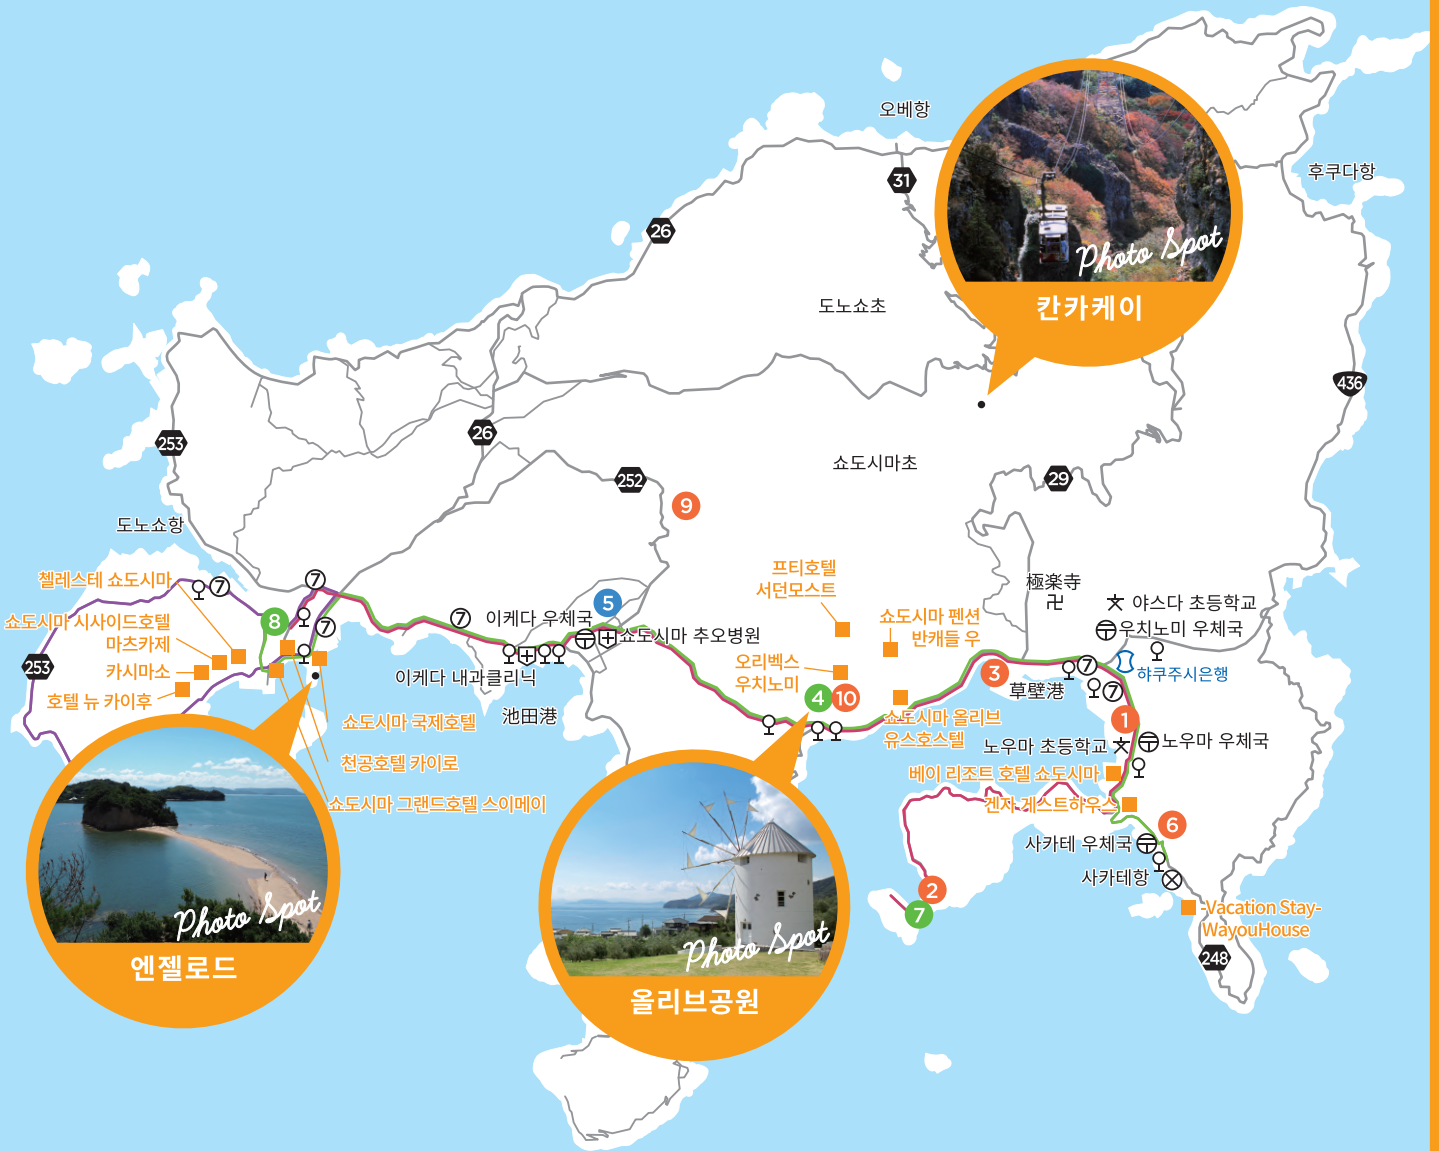 오베항
31
후쿠다항
26
Photo Spot
칸카케이
도노쇼초
436
253
26
252
쇼도시마초
29
9
도노쇼항
첼레스테 쇼도시마
7
7
쇼도시마 시사이드호텔
마츠카제
카시마소
호텔 뉴 카이후
253
8
7
7
이케다 우체국
5
쇼도시마 추오병원
이케다 내과클리닉
池田港
프티호텔
서던모스트
쇼도시마 펜션
반캐들 우
오리벡스
우치노미
4
10
3
極楽寺
卍
야스다 초등학교
우치노미 우체국
7
햐쿠주시은행
草壁港
7
쇼도시마 올리브
유스호스텔
1
노우마 초등학교
노우마 우체국
베이 리조트 호텔 쇼도시마
겐자 게스트하우스
6
사카테 우체국
사카테항
2
7
-Vacation Stay-
WayouHouse
248
쇼도시마 국제호텔
천공호텔 카이로
쇼도시마 그랜드호텔 스이메이
Photo Spot
엔젤로드
Photo Spot
올리브공원